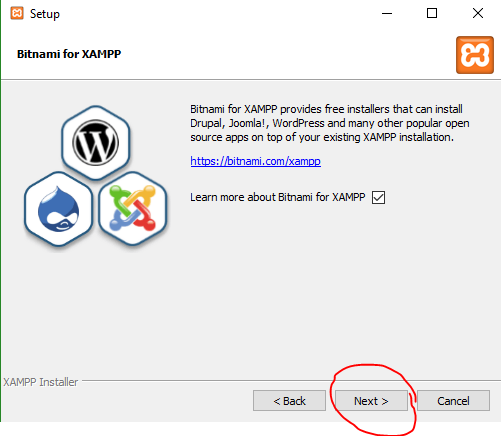 Setup
Bitnami for XAMPP
Bitnami for XAMPP provides free installers that can install
Drupal, Joomla!, WordPress and many other popular open
source apps on top of your existing XAMPP installation.
https://bitnami.com/xampp
Learn more about Bitnami for XAMPP
XAMPP Installer
< Back
Next >
Cancel